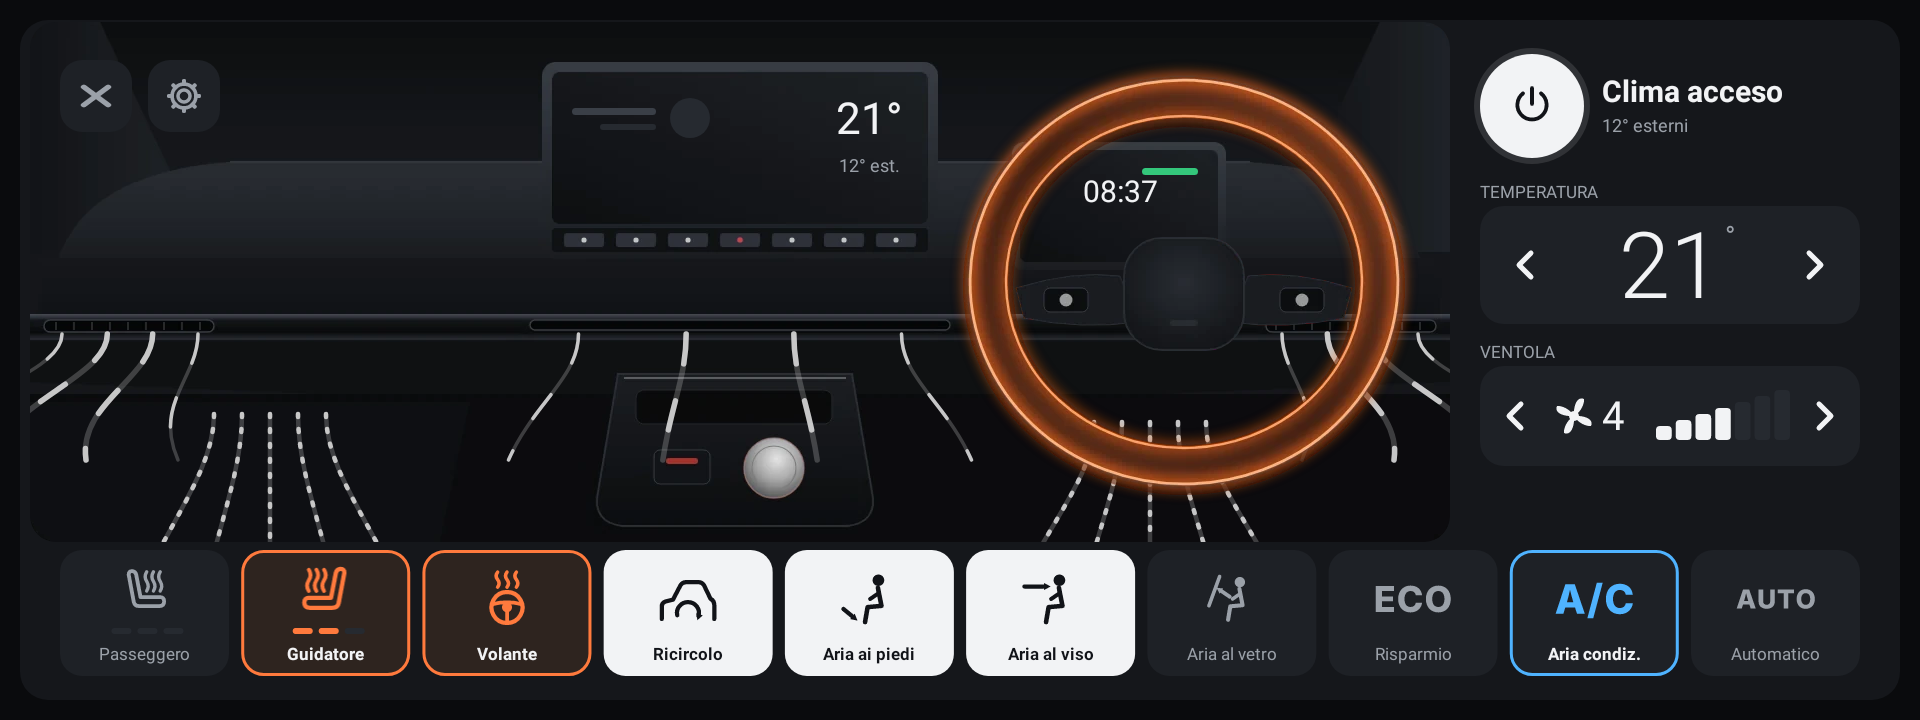 21°
12° est.
08:37
Clima acceso
12° esterni
TEMPERATURA
21°
VENTOLA
4
Passeggero
Guidatore
Volante
Ricircolo
Aria ai piedi
Aria al viso
Aria al vetro
ECO
Risparmio
A/C
Aria condiz.
AUTO
Automatico